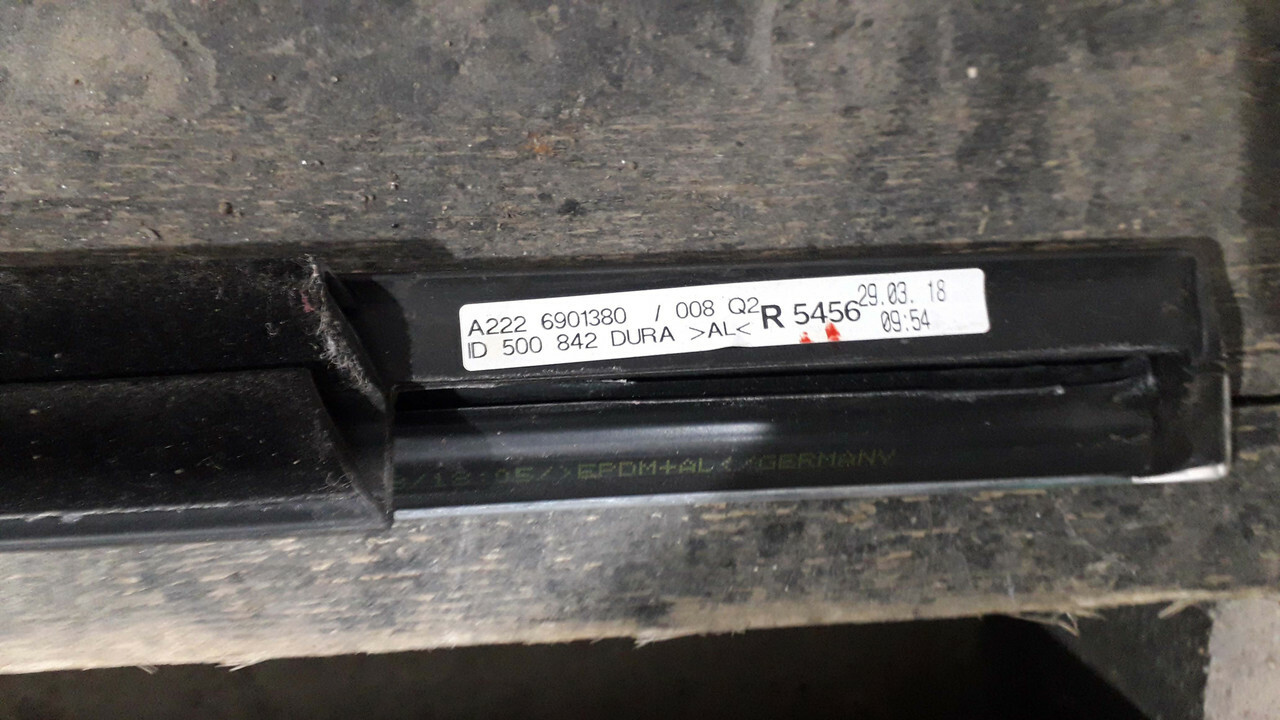 A222 6901380 / 008 Q2 R 5456 29.03. 18
ID 500 842 DURA >AL< 09:54
/>EPDM+AL< GERMANY